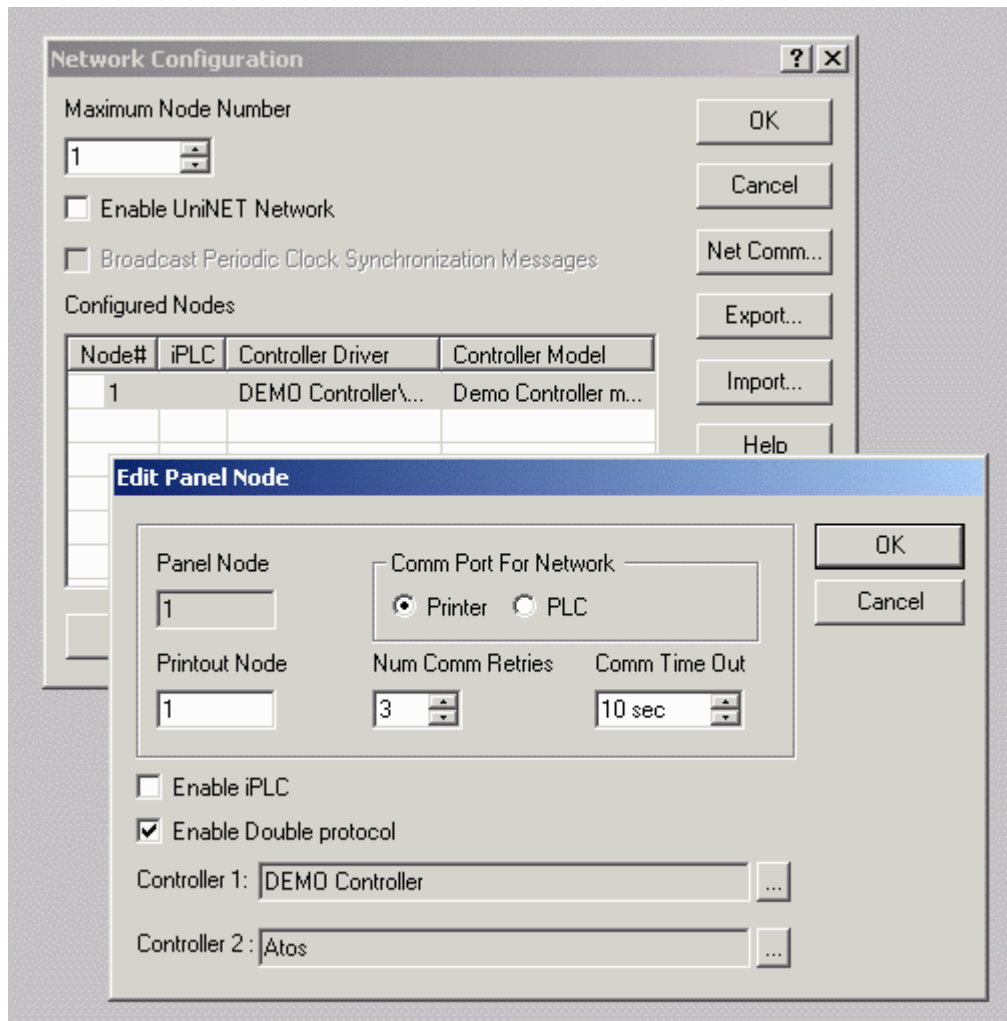 Network Configuration
Maximum Node Number
1
OK
Cancel
Enable UniNET Network
Net Comm...
Broadcast Periodic Clock Synchronization Messages
Configured Nodes
Export...
Node# iPLC Controller Driver Controller Model
1 DEMO Controller\... Demo Controller m...
Import...
Help
Edit Panel Node
Panel Node
1
Comm Port For Network
Printer PLC
OK
Cancel
Printout Node Num Comm Retries Comm Time Out
1 3 10 sec
Enable iPLC
Enable Double protocol
Controller 1: DEMO Controller ...
Controller 2 : Atos ...